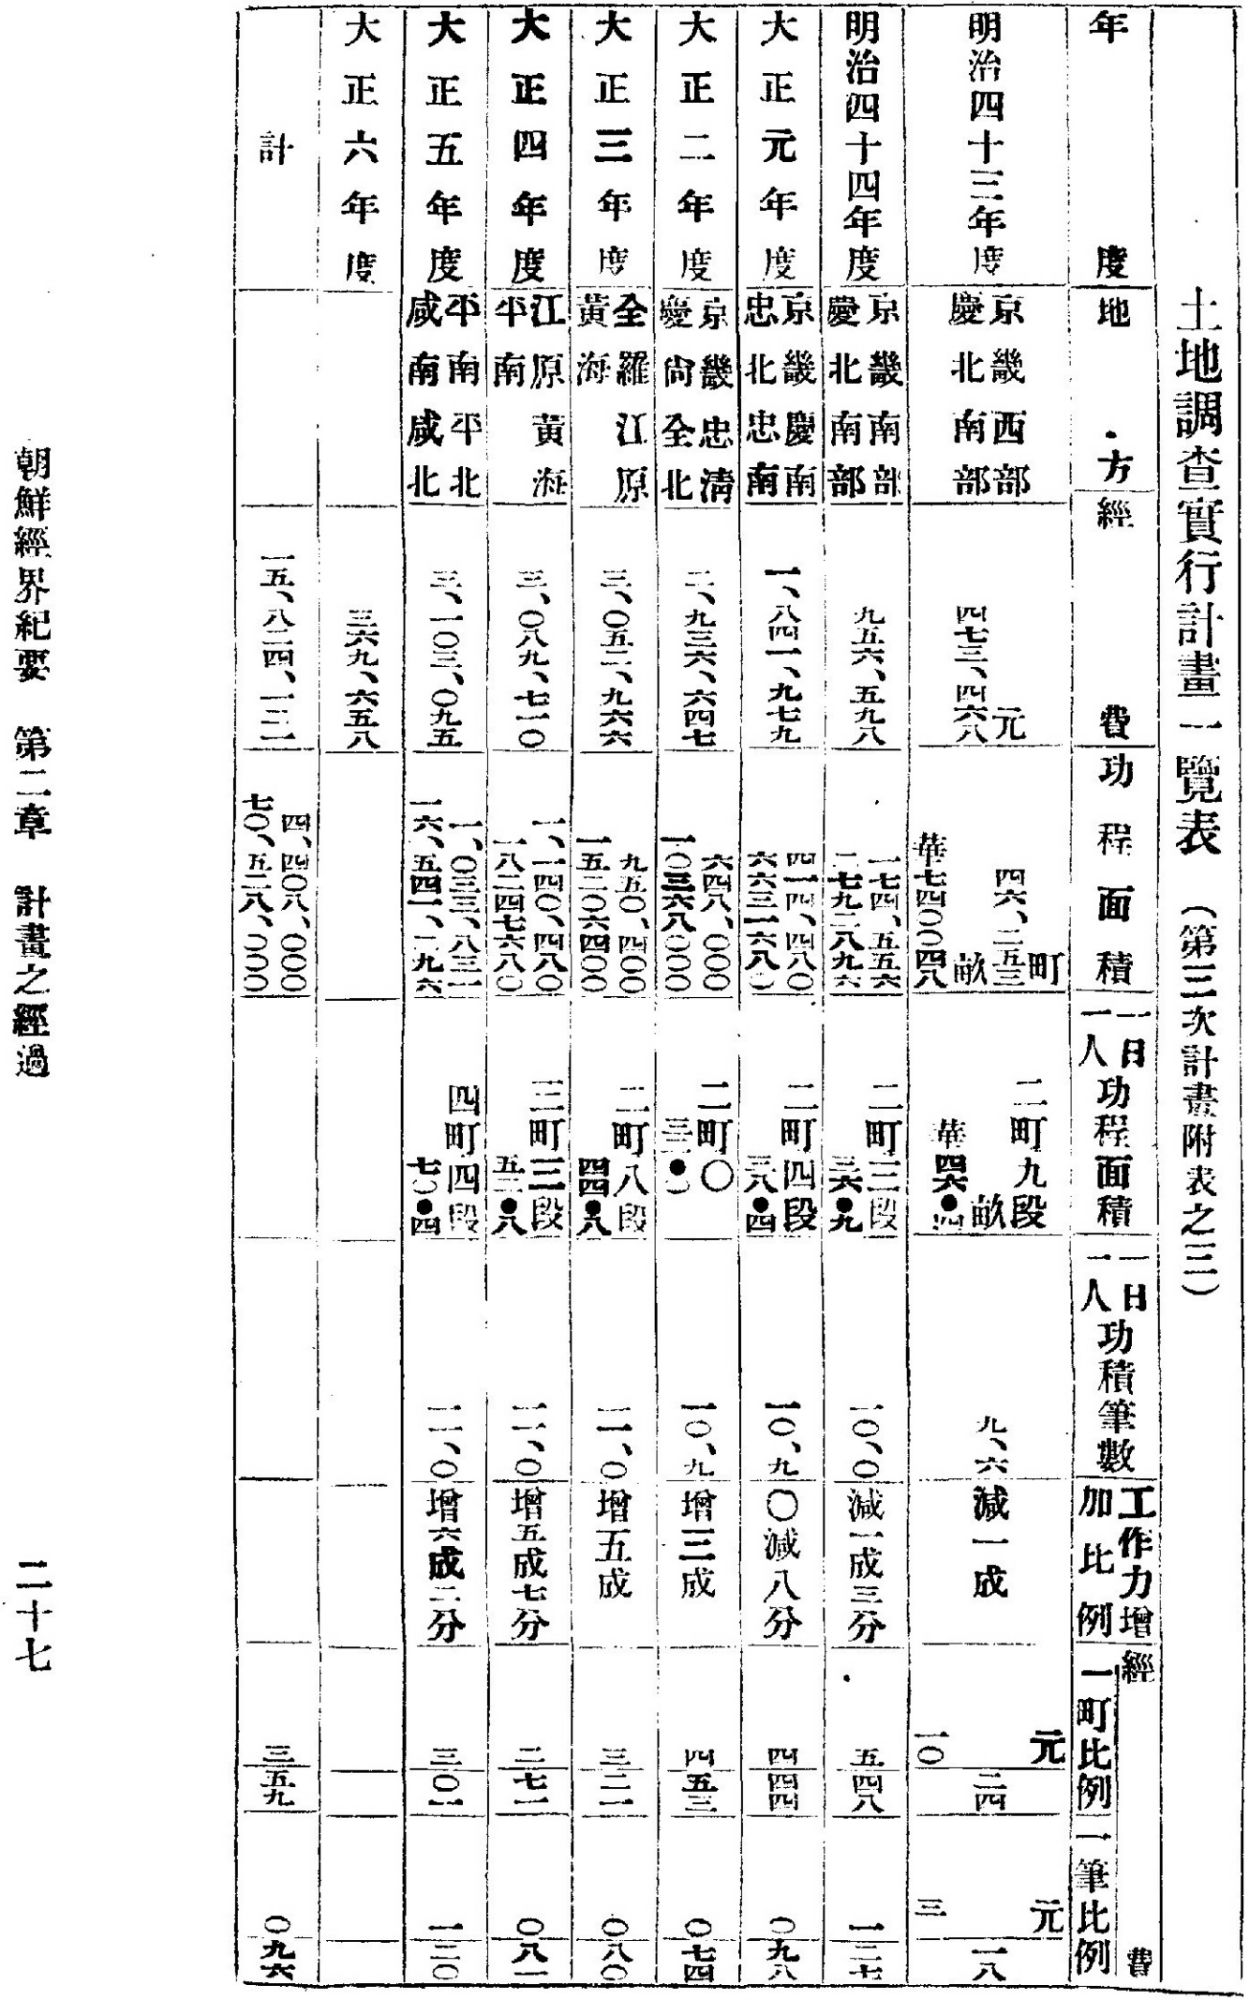 土地調查實行計畫一覽表 (第三次計畫附表之三)
年度
地方
經費
功程面積
一日一人功程面積
一日一人功積筆數
工作力增加比例
經費
一町比例
一筆比例
明治四十三年度
京畿西部
慶北南部
四七三、四六八元
四六、二五三町
華七四〇〇四八畝
二町九段
華四六●四畝
九、六
減一成
一〇元二四
三元一八
明治四十四年度
京畿南部
慶北南部
九五六、五九八
一七四、五五六
二七九二八九六
二町三段
三六●九
一〇、〇
減一成三分
五四八
一二七
大正元年度
京畿慶南
忠北忠南
一、八四一、九七九
四一四、四八〇
六六三一六八〇
二町四段
三八●四
一〇、九
〇減八分
四四四
〇九八
大正二年度
京畿忠淸
慶尙全北
二、九三六、六四七
六四八、〇〇〇
一〇三六八〇〇〇
二町〇
一〇、九
增三成
四五三
〇七四
大正三年度
全羅江原
黃海
三、〇五二、九六六
九五〇、四〇〇
一五二〇六四〇〇
二町八段
四四●八
一一、〇
增五成
三二一
〇八〇
大正四年度
江原黃海
平南
三、〇八九、七一〇
一、一四〇、四八〇
一八二四七六八〇
三町三段
五二●八
一一、〇
增五成七分
二七一
〇八一
大正五年度
平南平北
咸南咸北
三、一〇三、〇九五
一、〇三三、八三一
一六、五四一、二九六
四町四段
七〇●四
一一、〇
增六成二分
三〇一
一二〇
大正六年度
三六九、六五八
計
一五、八二四、一二一
四、四〇八、〇〇〇
七〇、五二八、〇〇〇
三五九
〇九六
朝鮮經界紀要 第二章 計畫之經過
二十七